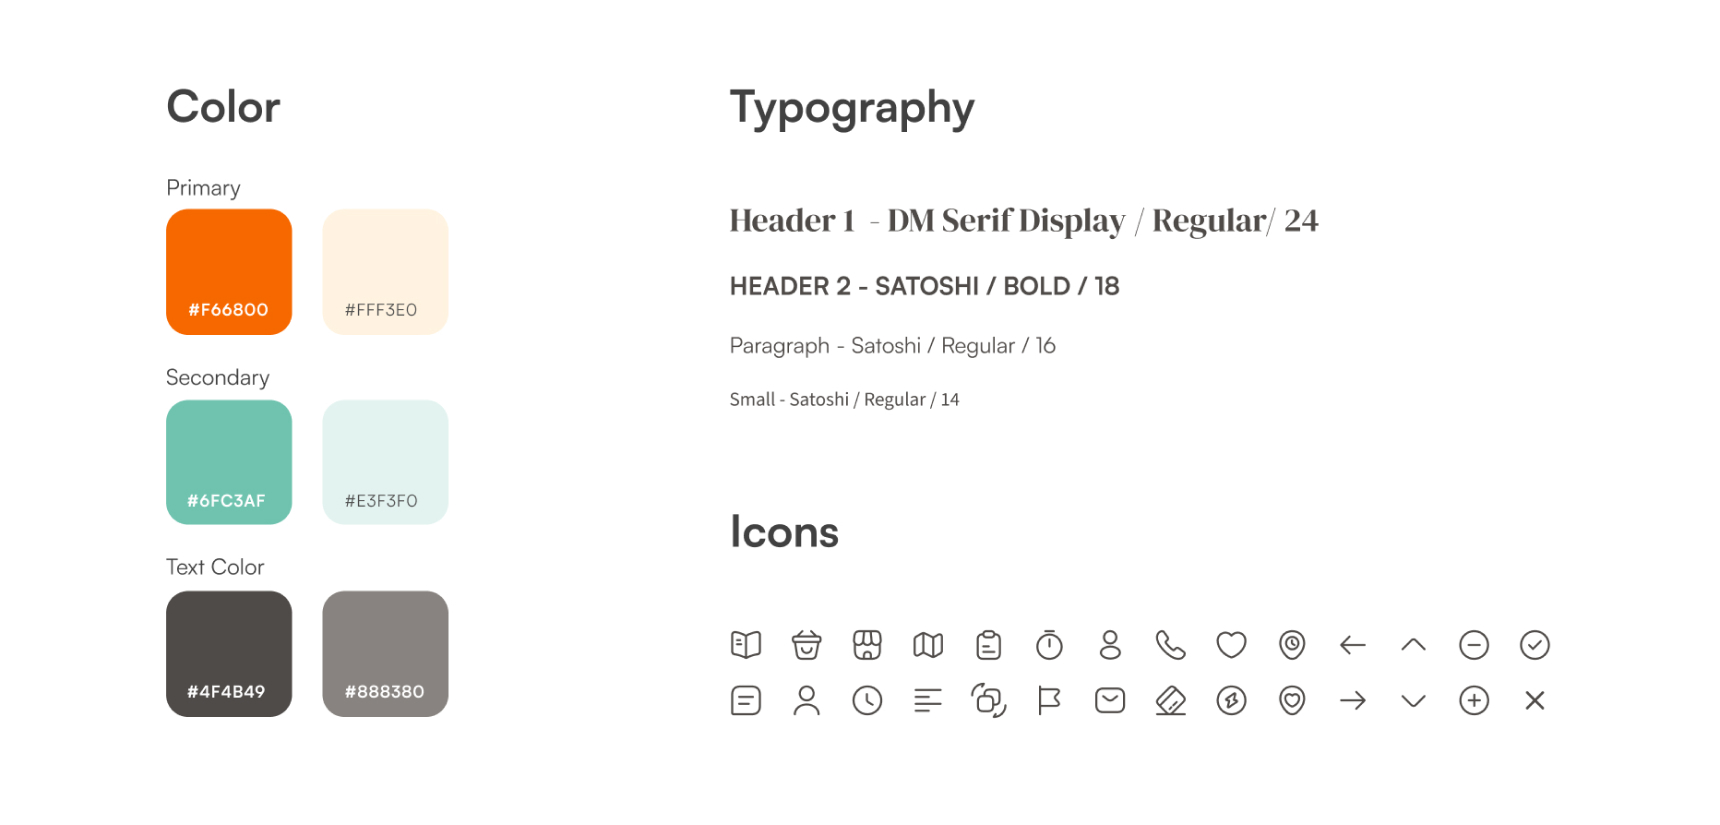 Color
Primary
#F66800
#FFF3E0
Secondary
#6FC3AF
#E3F3F0
Text Color
#4F4B49
#888380
Typography
Header 1 - DM Serif Display / Regular/ 24
HEADER 2 - SATOSHI / BOLD / 18
Paragraph - Satoshi / Regular / 16
Small - Satoshi / Regular / 14
Icons